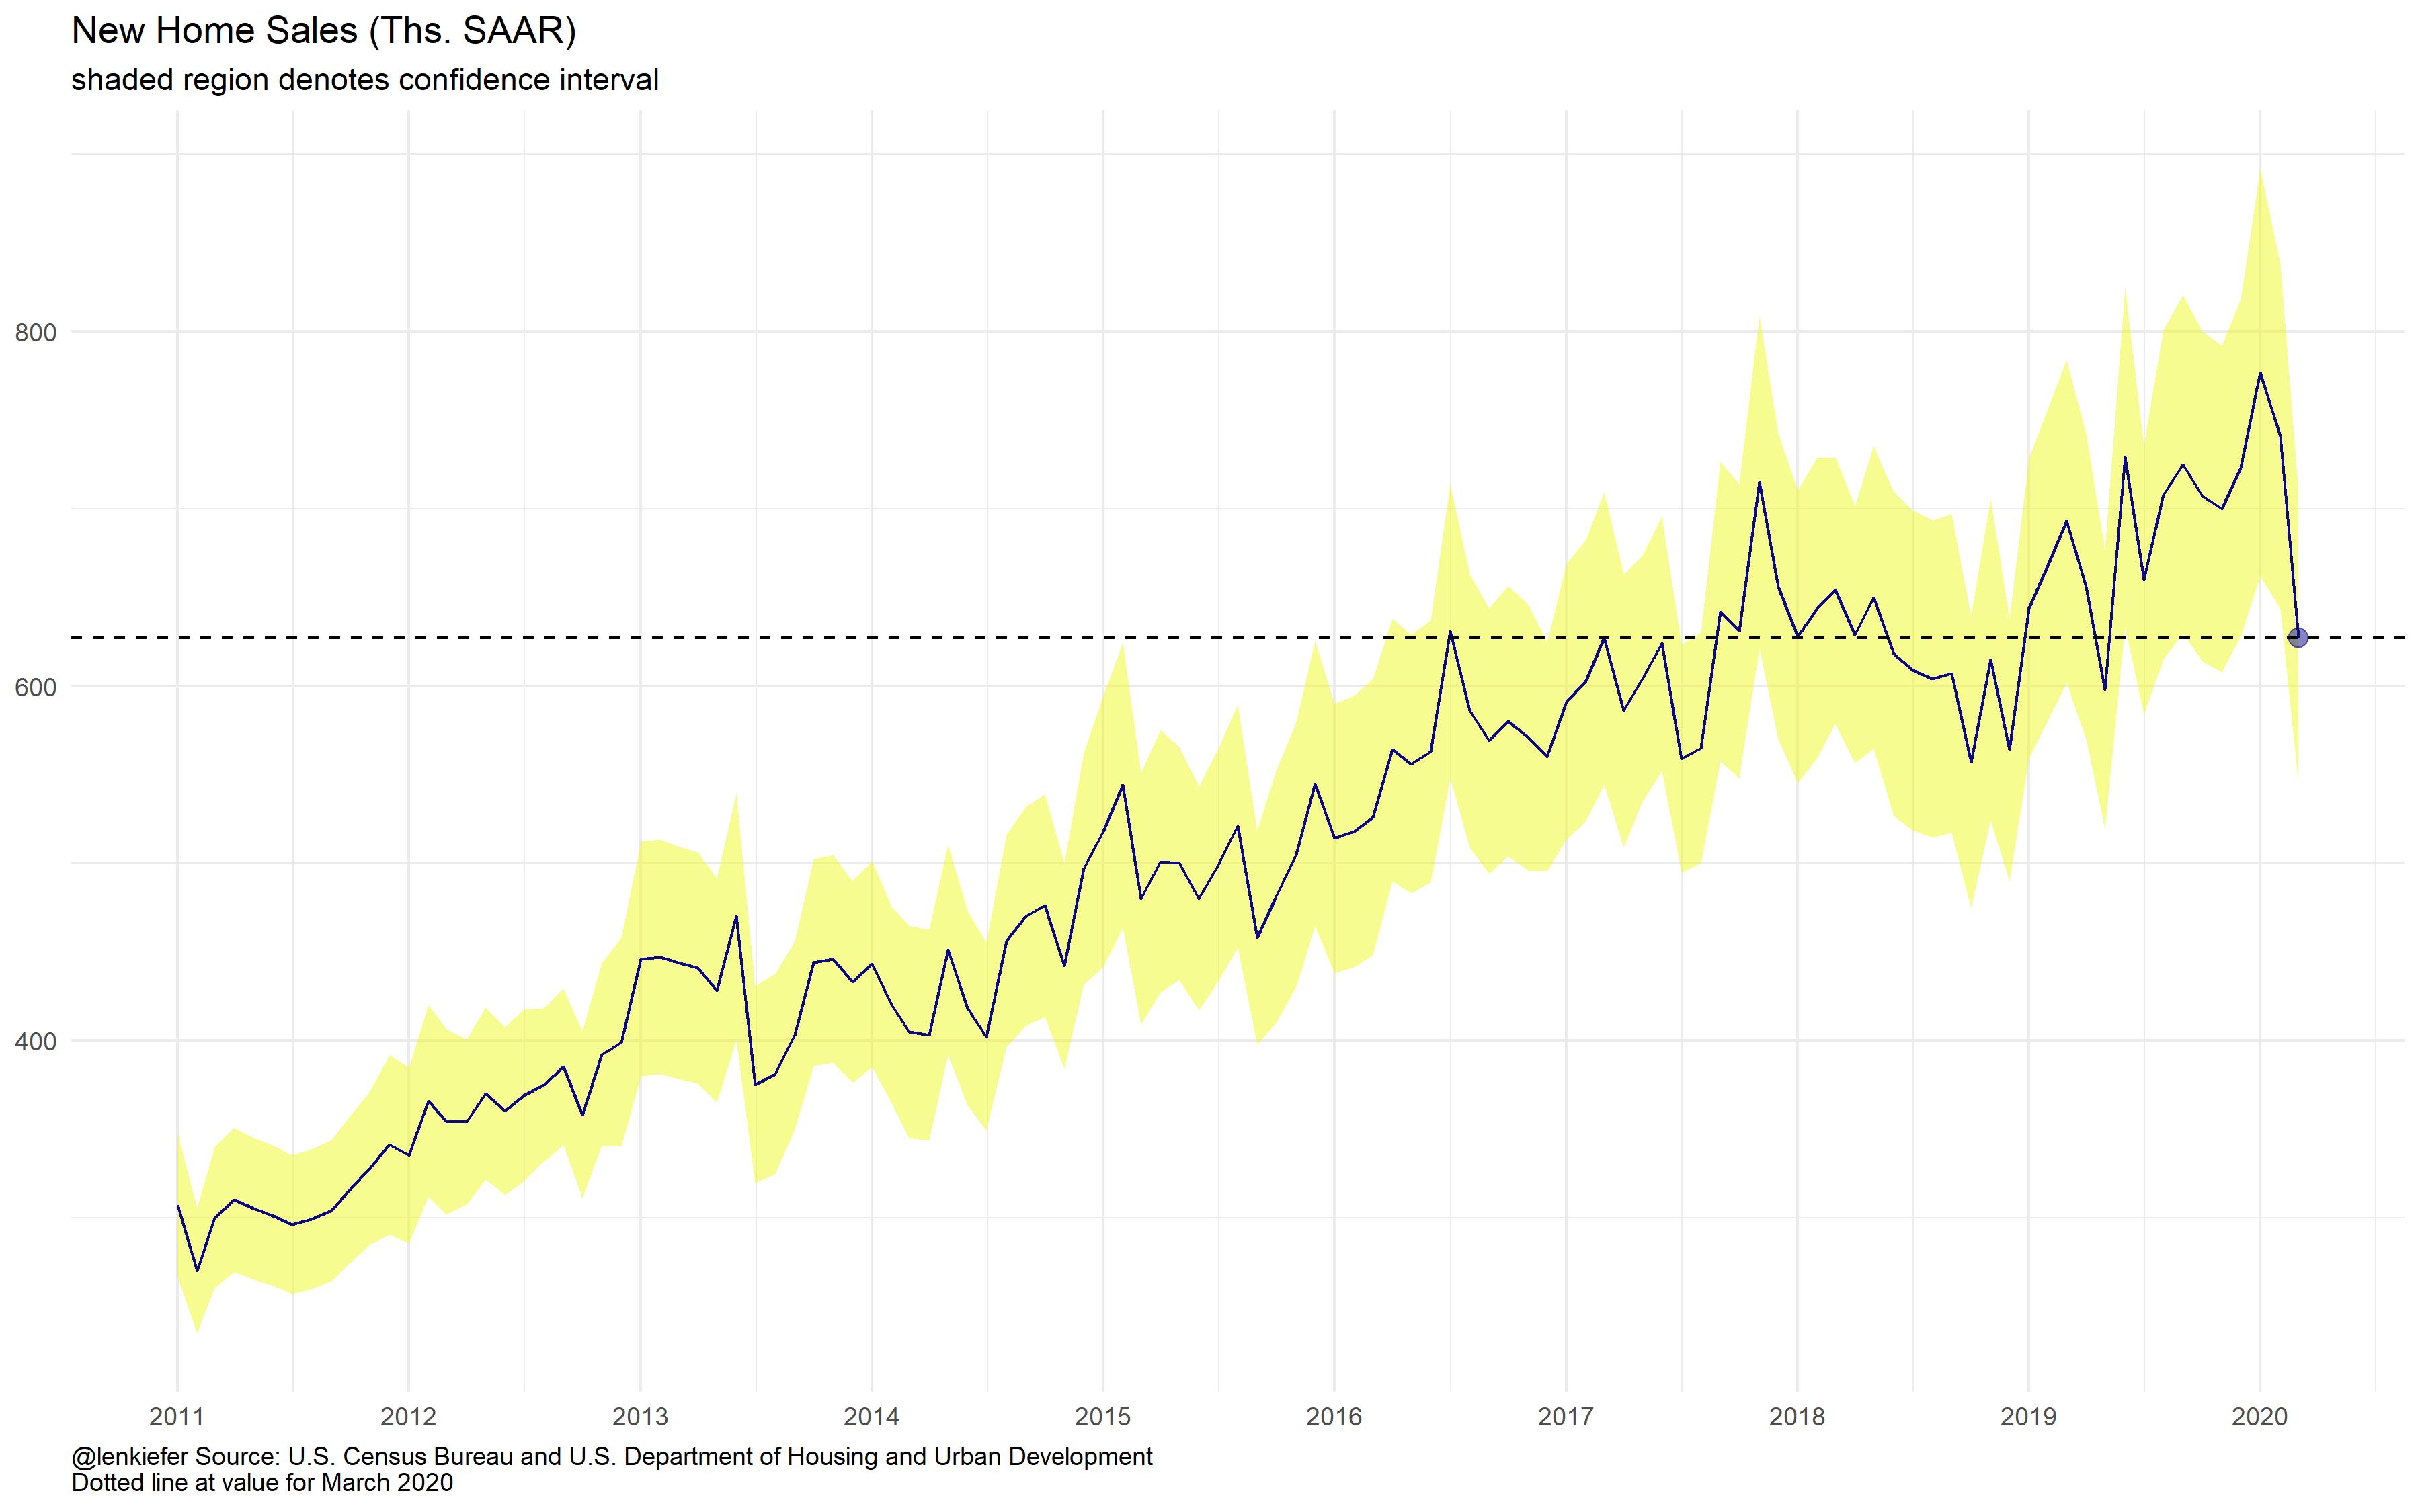 New Home Sales (Ths. SAAR)
shaded region denotes confidence interval
800
600
400
2011 2012 2013 2014 2015 2016 2017 2018 2019 2020
@lenkiefer Source: U.S. Census Bureau and U.S. Department of Housing and Urban Development
Dotted line at value for March 2020